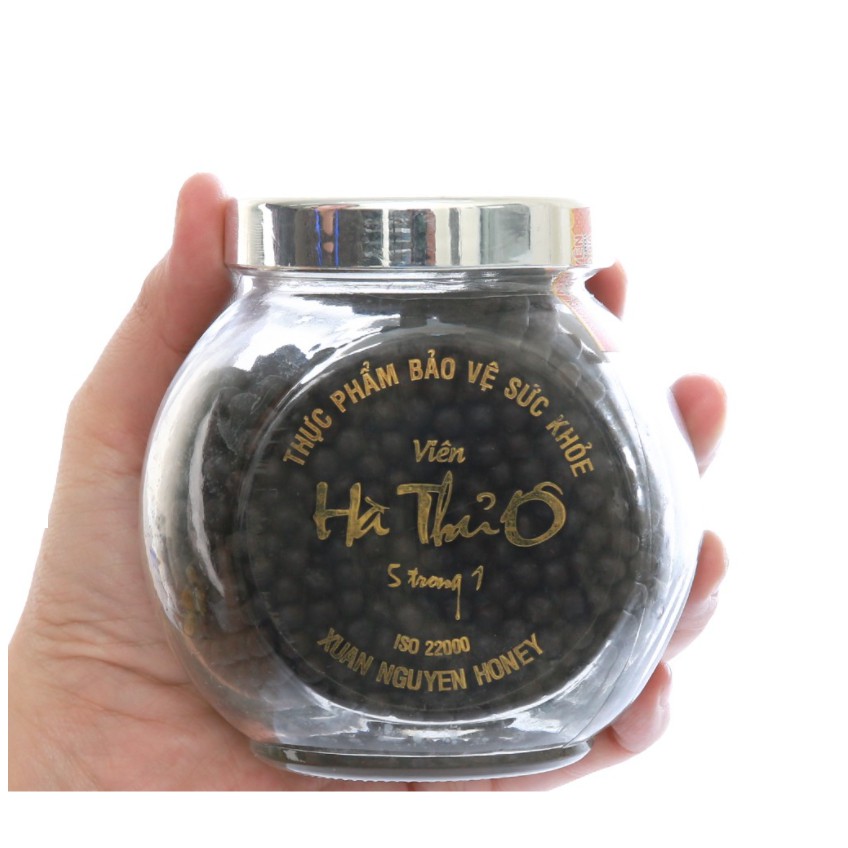 THỰC PHẨM BẢO VỆ SỨC KHỎE
Viên
Hà Thủ Ô
5 trong 1
ISO 22000
XUAN NGUYEN HONEY